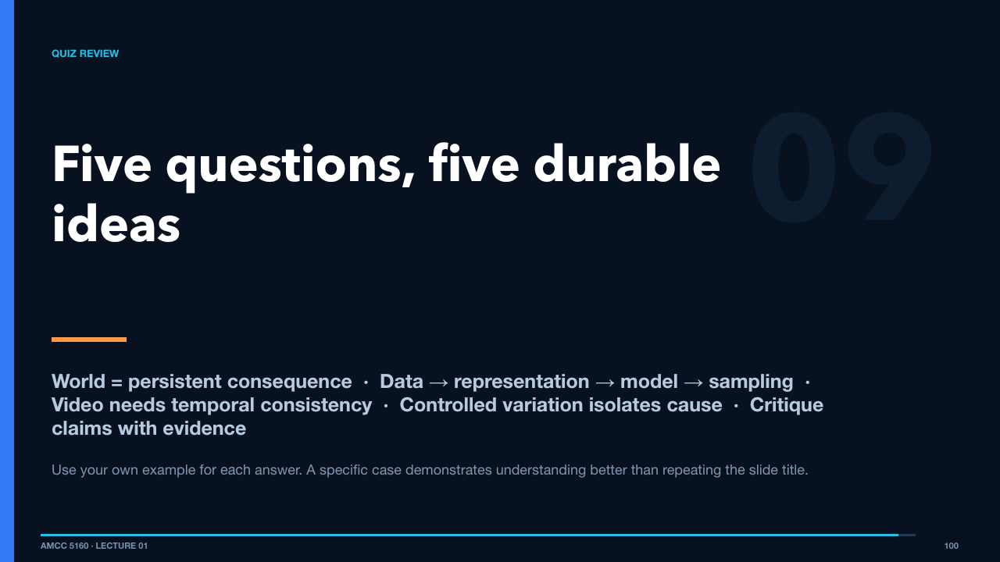 QUIZ REVIEW
09
Five questions, five durable
ideas
World = persistent consequence · Data → representation → model → sampling ·
Video needs temporal consistency · Controlled variation isolates cause · Critique
claims with evidence
Use your own example for each answer. A specific case demonstrates understanding better than repeating the slide title.
AMCC 5160 · LECTURE 01
100